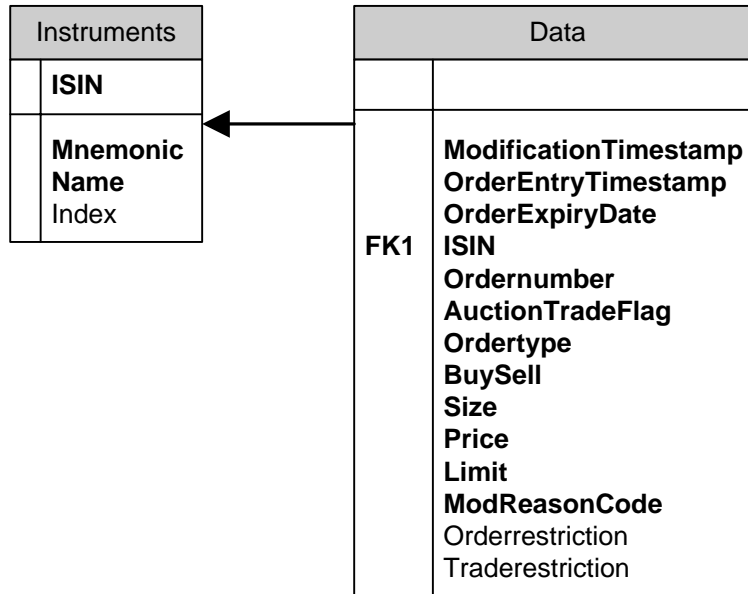 Instruments
ISIN
Mnemonic
Name
Index
Data
ModificationTimestamp
OrderEntryTimestamp
OrderExpiryDate
FK1 ISIN
Ordernumber
AuctionTradeFlag
Ordertype
BuySell
Size
Price
Limit
ModReasonCode
Orderrestriction
Traderestriction